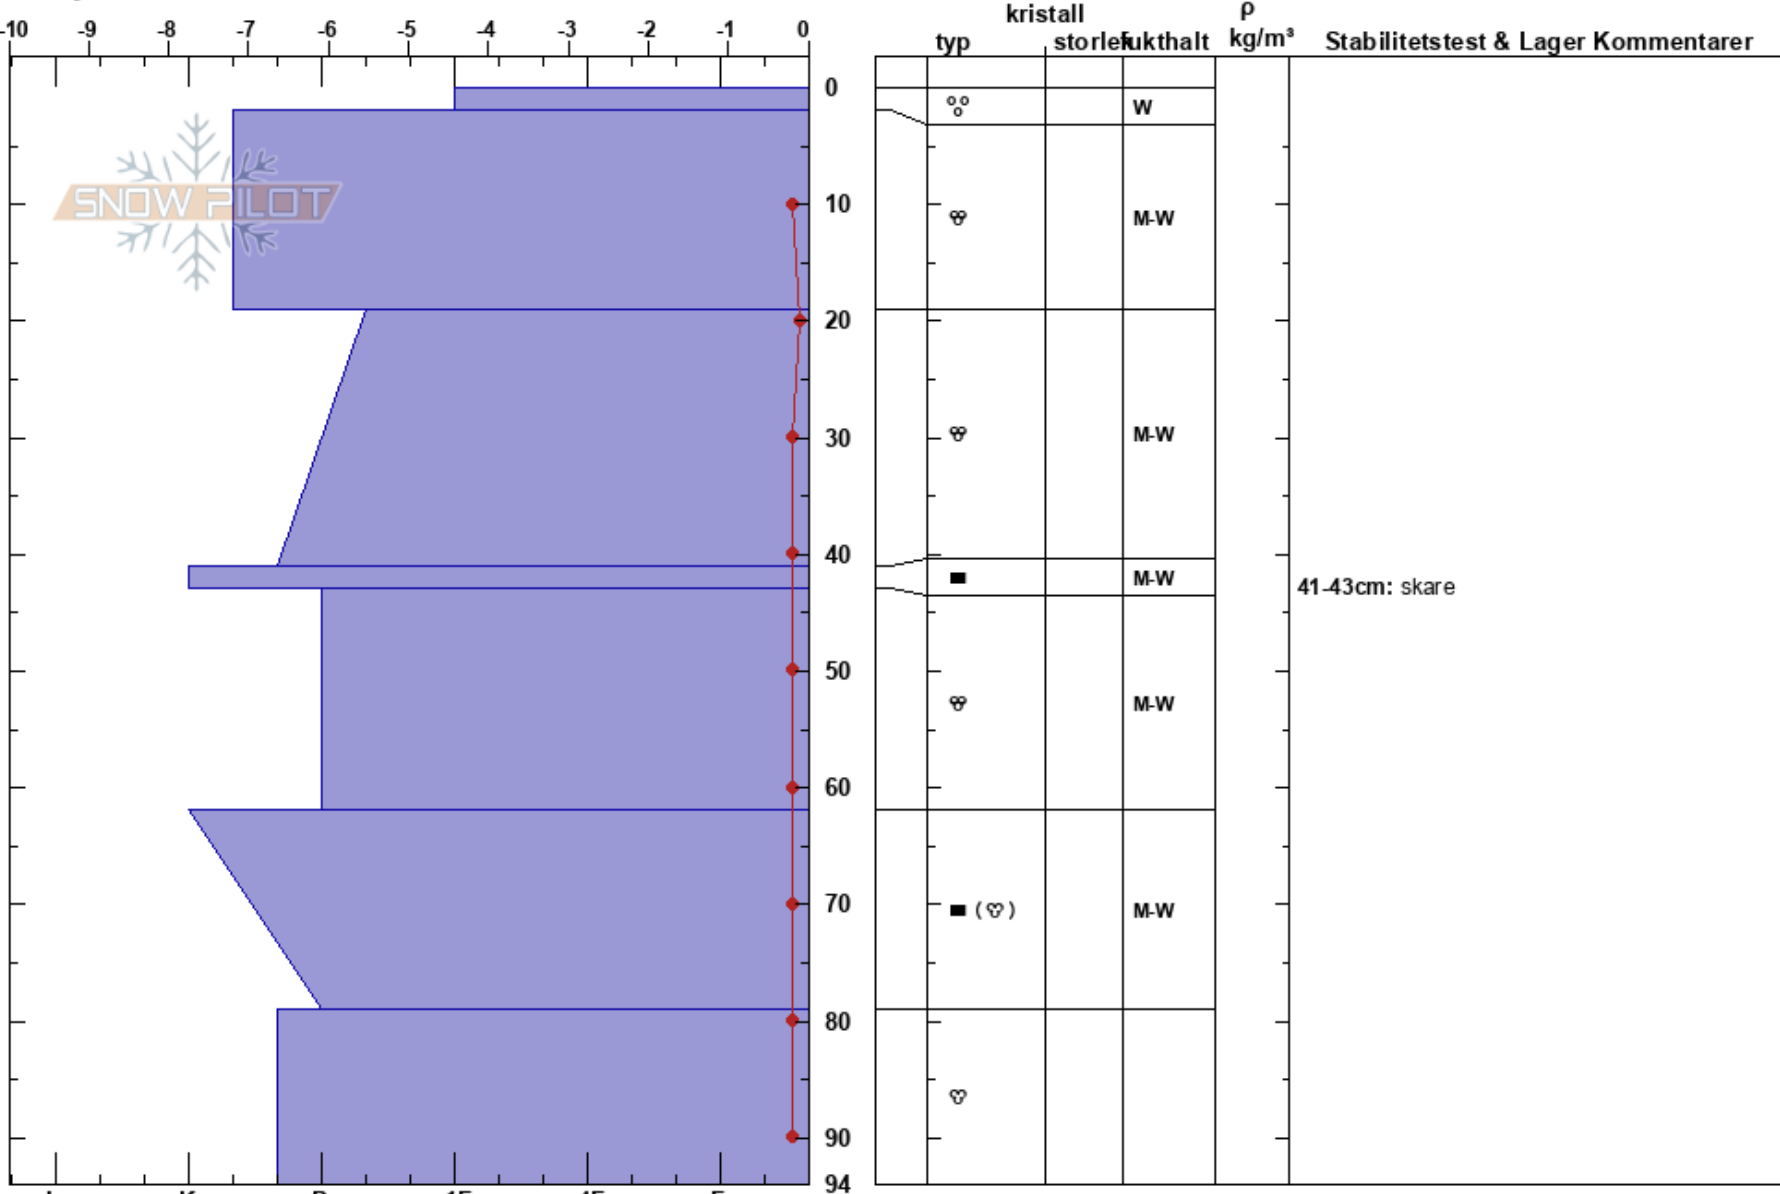 kristall ρ
-10 -9 -8 -7 -6 -5 -4 -3 -2 -1 0 typ storlek fukthalt kg/m³ Stabilitetstest & Lager Kommentarer
0
W
SNOW PILOT
10
M-W
20
30
M-W
40
M-W
41-43cm: skare
50
M-W
60
70
M-W
80
90
94